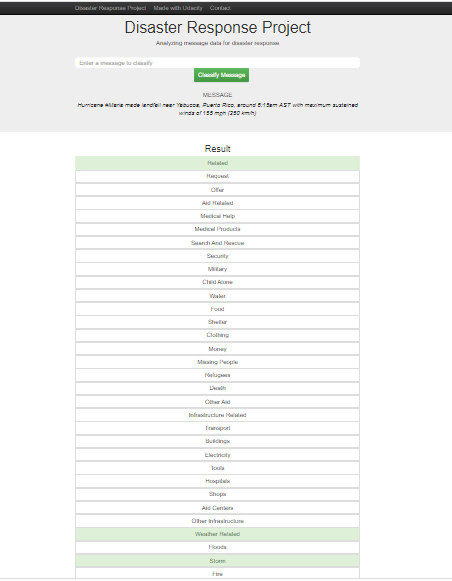 Disaster Response Project Made with Udacity Contact
Disaster Response Project
Analyzing message data for disaster response
Enter a message to classify
Classify Message
MESSAGE
Hurricane #Maria made landfall near Yabucoa, Puerto Rico, around 6:15am AST with maximum sustained
winds of 155 mph (250 km/h)
Result
Related
Request
Offer
Aid Related
Medical Help
Medical Products
Search And Rescue
Security
Military
Child Alone
Water
Food
Shelter
Clothing
Money
Missing People
Refugees
Death
Other Aid
Infrastructure Related
Transport
Buildings
Electricity
Tools
Hospitals
Shops
Aid Centers
Other Infrastructure
Weather Related
Floods
Storm
Fire